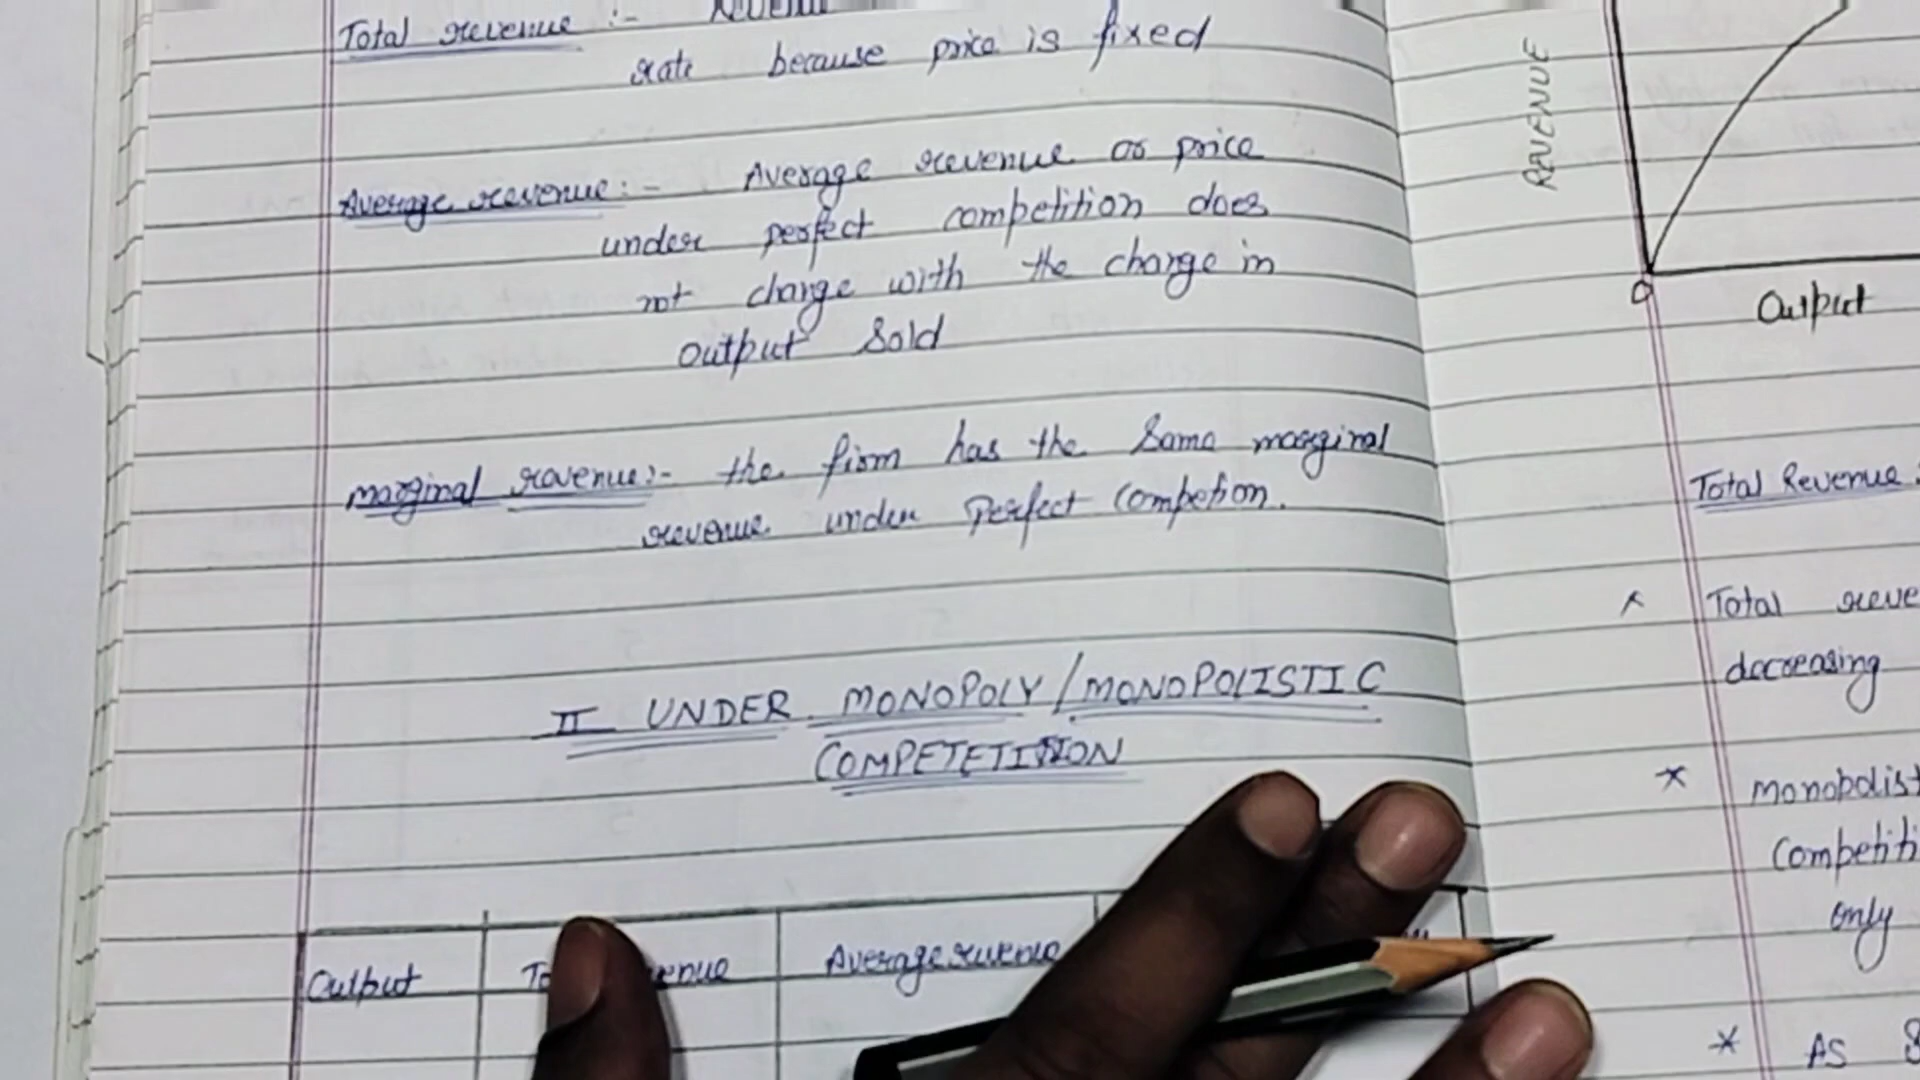 Total revenue :-
rate because price is fixed
Average revenue :- Average revenue or price
under perfect competition does
not change with the change in
output Sold
marginal revenue:- the firm has the Same marginal
revenue under Perfect Competion.
II UNDER MONOPOLY / MONOPOLISTIC
COMPETETION
Output
Average revenue
REVENUE
O
Output
Total Revenue :
Total reve
decreasing
* monopolist
Competiti
only
* AS